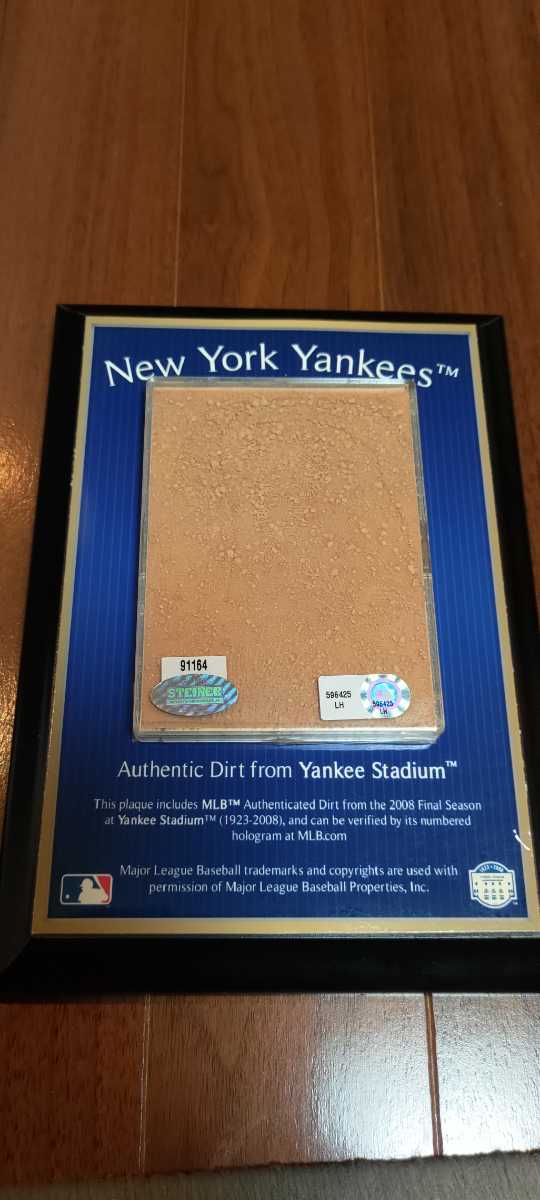 New York Yankees™
91164
STEINER
596425
LH
596425
LH
Authentic Dirt from Yankee Stadium™
This plaque includes MLB™ Authenticated Dirt from the 2008 Final Season
at Yankee Stadium™ (1923-2008), and can be verified by its numbered
hologram at MLB.com
Major League Baseball trademarks and copyrights are used with
permission of Major League Baseball Properties, Inc.